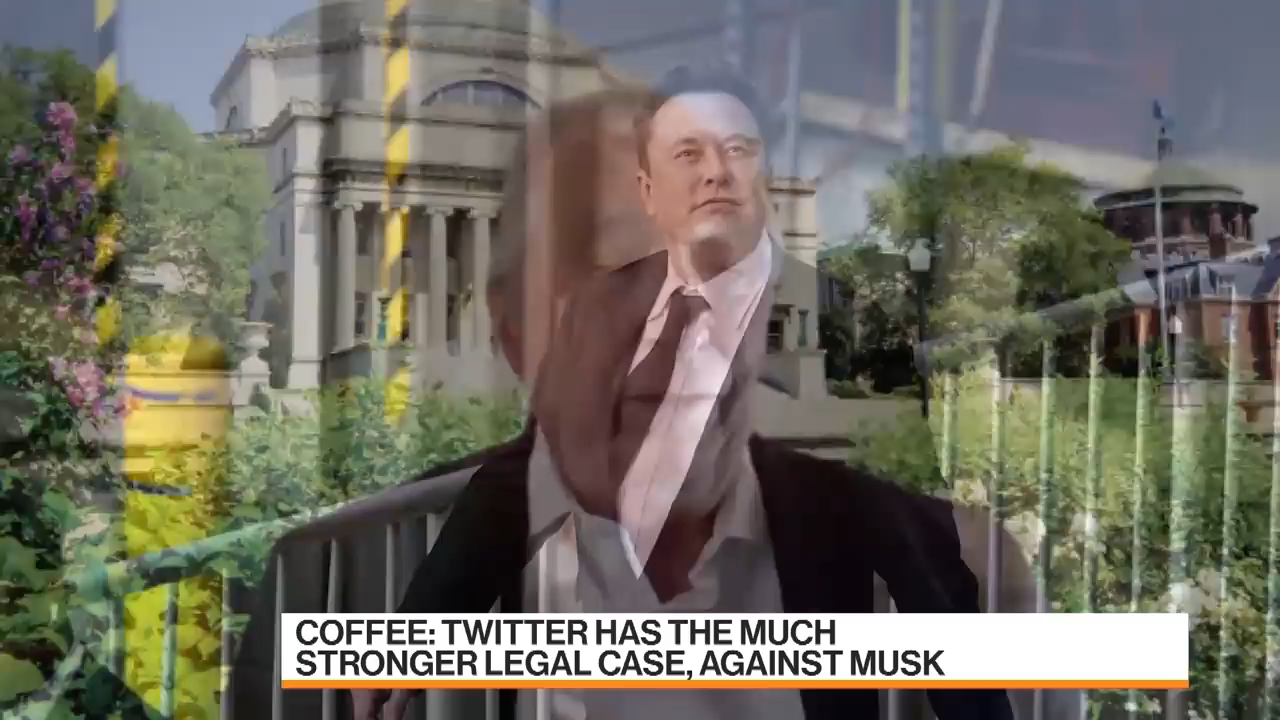 COFFEE: TWITTER HAS THE MUCH
STRONGER LEGAL CASE, AGAINST MUSK